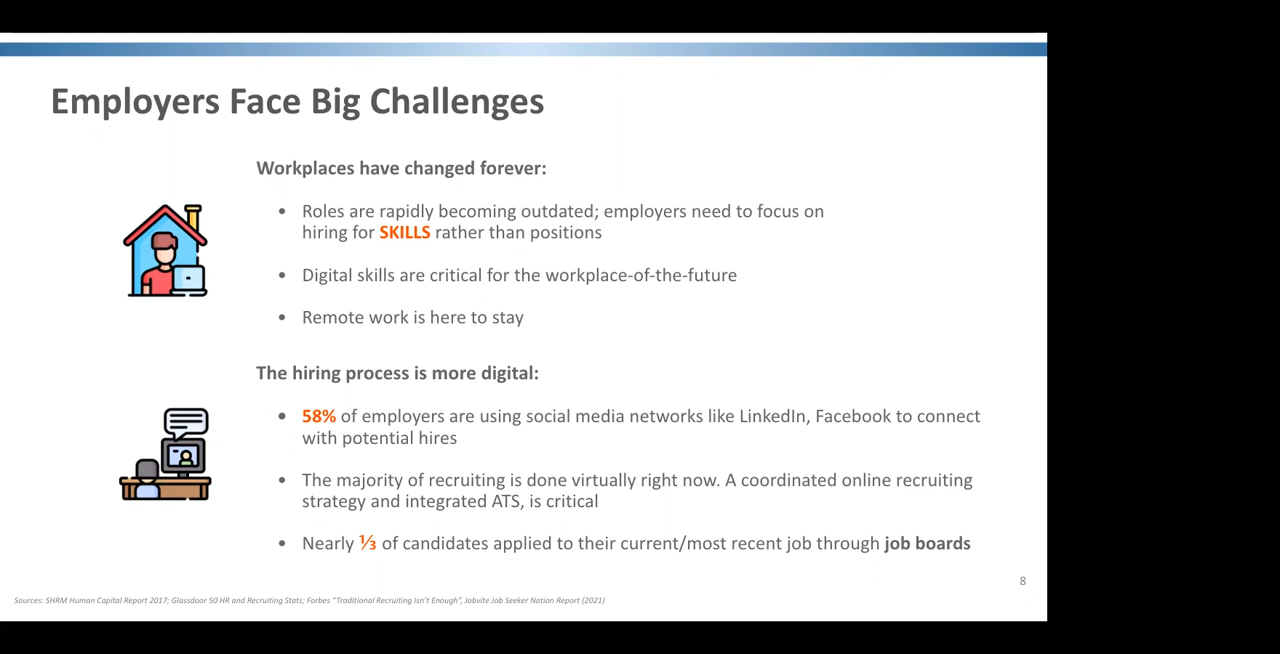 Employers Face Big Challenges
Workplaces have changed forever:
• Roles are rapidly becoming outdated; employers need to focus on
hiring for SKILLS rather than positions
• Digital skills are critical for the workplace-of-the-future
• Remote work is here to stay
The hiring process is more digital:
• 58% of employers are using social media networks like LinkedIn, Facebook to connect
with potential hires
• The majority of recruiting is done virtually right now. A coordinated online recruiting
strategy and integrated ATS, is critical
• Nearly ⅓ of candidates applied to their current/most recent job through job boards
8
Sources: SHRM Human Capital Report 2017; Glassdoor 50 HR and Recruiting Stats; Forbes "Traditional Recruiting Isn't Enough", Jobvite Job Seeker Nation Report (2021)